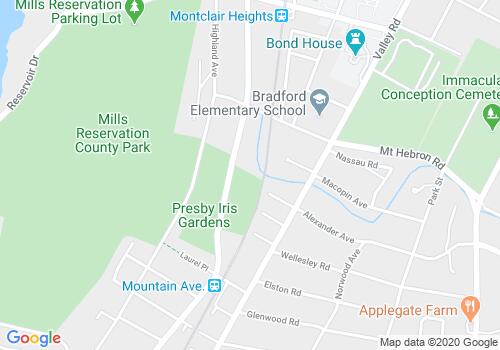 Mills Reservation
Parking Lot
Montclair Heights
Bond House
Valley Rd
Highland Ave
Reservoir Dr
Bradford
Elementary School
Immacula
Conception Cemete
Mills
Reservation
County Park
Mt Hebron Rd
Nassau Rd
Macopin Ave
Park St
Presby Iris
Gardens
Alexander Ave
Laurel Pl
Wellesley Rd
Norwood Ave
Mountain Ave.
Elston Rd
Applegate Farm
Glenwood Rd
Google
Map data ©2020 Google